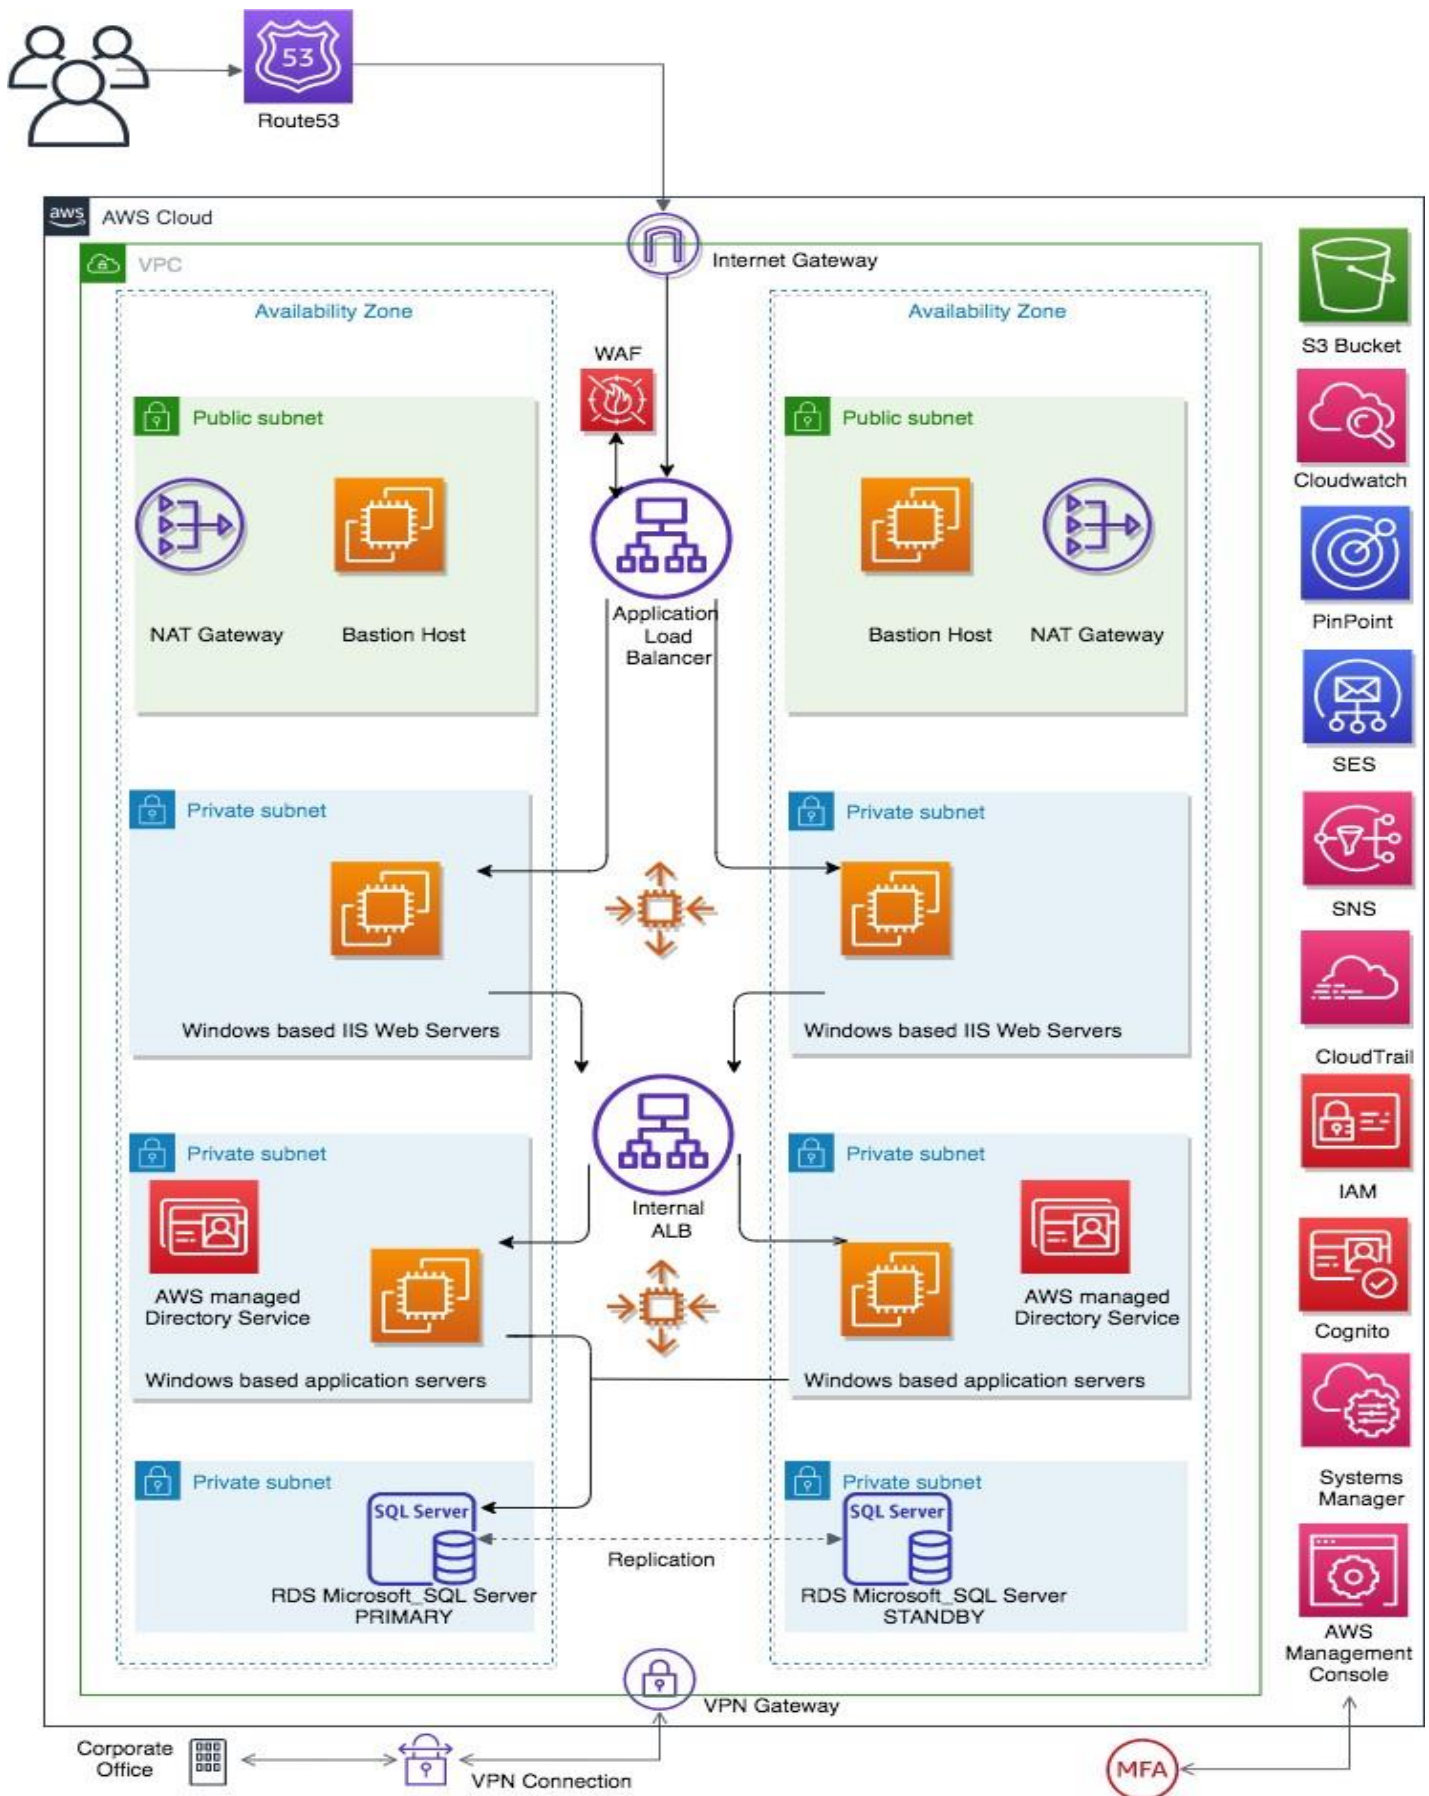 53
Route53
aws
AWS Cloud
VPC
Internet Gateway
Availability Zone
Availability Zone
WAF
S3 Bucket
Public subnet
Public subnet
Cloudwatch
NAT Gateway
Bastion Host
Application
Load
Balancer
Bastion Host
NAT Gateway
PinPoint
SES
Private subnet
Private subnet
SNS
Windows based IIS Web Servers
Windows based IIS Web Servers
CloudTrail
Private subnet
Private subnet
IAM
Internal
ALB
AWS managed
Directory Service
AWS managed
Directory Service
Cognito
Windows based application servers
Windows based application servers
Private subnet
Private subnet
Systems
Manager
SQL Server
SQL Server
Replication
RDS Microsoft_SQL Server
PRIMARY
RDS Microsoft_SQL Server
STANDBY
AWS
Management
Console
VPN Gateway
Corporate
Office
VPN Connection
MFA